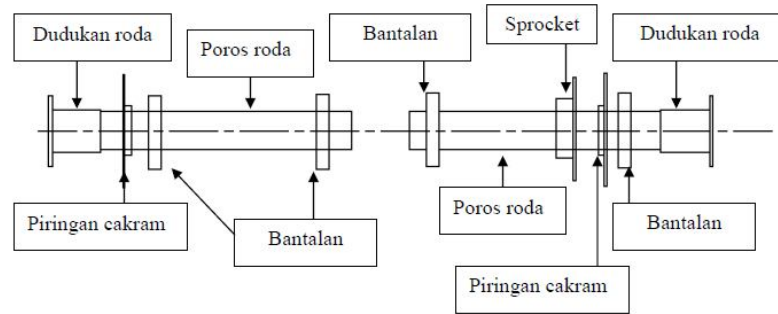 Dudukan roda
Poros roda
Bantalan
Sprocket
Dudukan roda
Piringan cakram
Bantalan
Poros roda
Bantalan
Piringan cakram